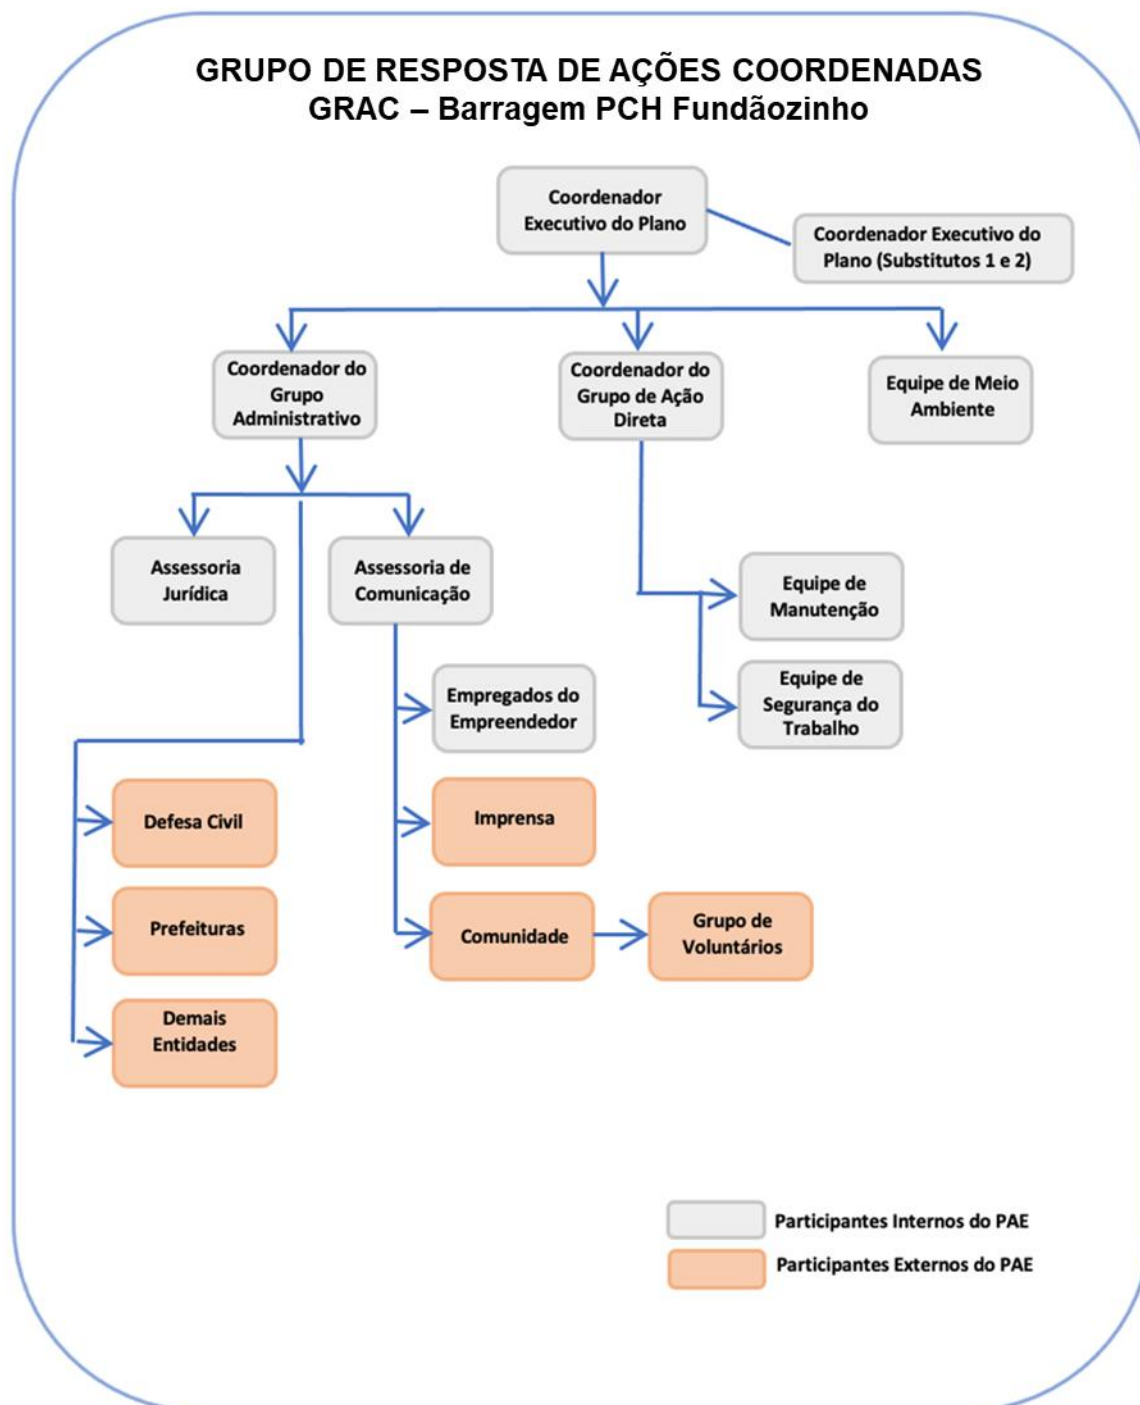 GRUPO DE RESPOSTA DE AÇÕES COORDENADAS
GRAC – Barragem PCH Fundãozinho
Coordenador
Executivo do Plano
Coordenador Executivo do
Plano (Substitutos 1 e 2)
Coordenador do
Grupo
Administrativo
Coordenador do
Grupo de Ação
Direta
Equipe de Meio
Ambiente
Assessoria
Jurídica
Assessoria de
Comunicação
Equipe de
Manutenção
Equipe de
Segurança do
Trabalho
Empregados do
Empreendedor
Defesa Civil
Imprensa
Prefeituras
Comunidade
Grupo de
Voluntários
Demais
Entidades
Participantes Internos do PAE
Participantes Externos do PAE